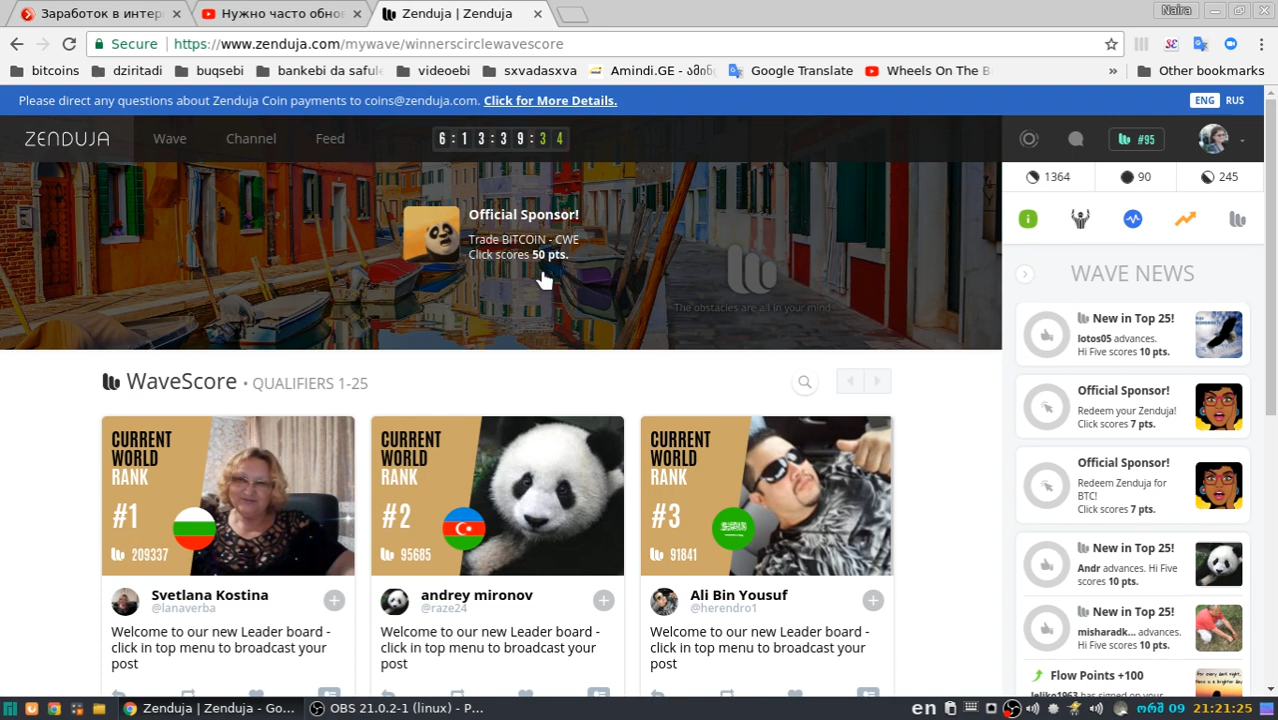 Заработок в интер
Нужно часто обно
Zenduja | Zenduja
Naira
Secure
https://www.zenduja.com/mywave/winnerscirclewavescore
bitcoins
dziritadi
buqsebi
bankebi da safule
videoebi
sxvadasxva
Amindi.GE - ამინ
Google Translate
Wheels On The B
»
Other bookmarks
Please direct any questions about Zenduja Coin payments to coins@zenduja.com. Click for More Details.
ENG
RUS
ZENDUJA
Wave
Channel
Feed
6:13:39:34
#95
1364
90
245
Official Sponsor!
Trade BITCOIN - CWE
Click scores 50 pts.
The obstacles are all in your mind
WAVE NEWS
New in Top 25!
lotos05 advances.
Hi Five scores 10 pts.
Official Sponsor!
Redeem your Zenduja!
Click scores 7 pts.
Official Sponsor!
Redeem Zenduja for
BTC!
Click scores 7 pts.
New in Top 25!
Andr advances. Hi Five
scores 10 pts.
New in Top 25!
misharadk... advances.
Hi Five scores 10 pts.
Flow Points +100
leliko1963 has signed on your
WaveScore • QUALIFIERS 1-25
CURRENT
WORLD
RANK
#1
209337
Svetlana Kostina
@lanaverba
Welcome to our new Leader board -
click in top menu to broadcast your
post
CURRENT
WORLD
RANK
#2
95685
andrey mironov
@raze24
Welcome to our new Leader board -
click in top menu to broadcast your
post
CURRENT
WORLD
RANK
#3
91841
Ali Bin Yousuf
@herendro1
Welcome to our new Leader board -
click in top menu to broadcast your
post
Zenduja | Zenduja - Go...
OBS 21.0.2-1 (linux) - P...
en
ორშ 09
21:21:25